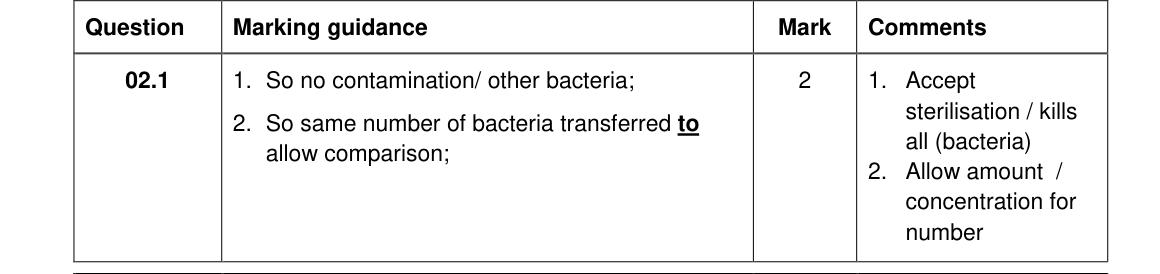 Question Marking guidance Mark Comments
02.1 1. So no contamination/ other bacteria; 2 1. Accept
sterilisation / kills
2. So same number of bacteria transferred to
all (bacteria)
allow comparison;
2. Allow amount / 
concentration for
number